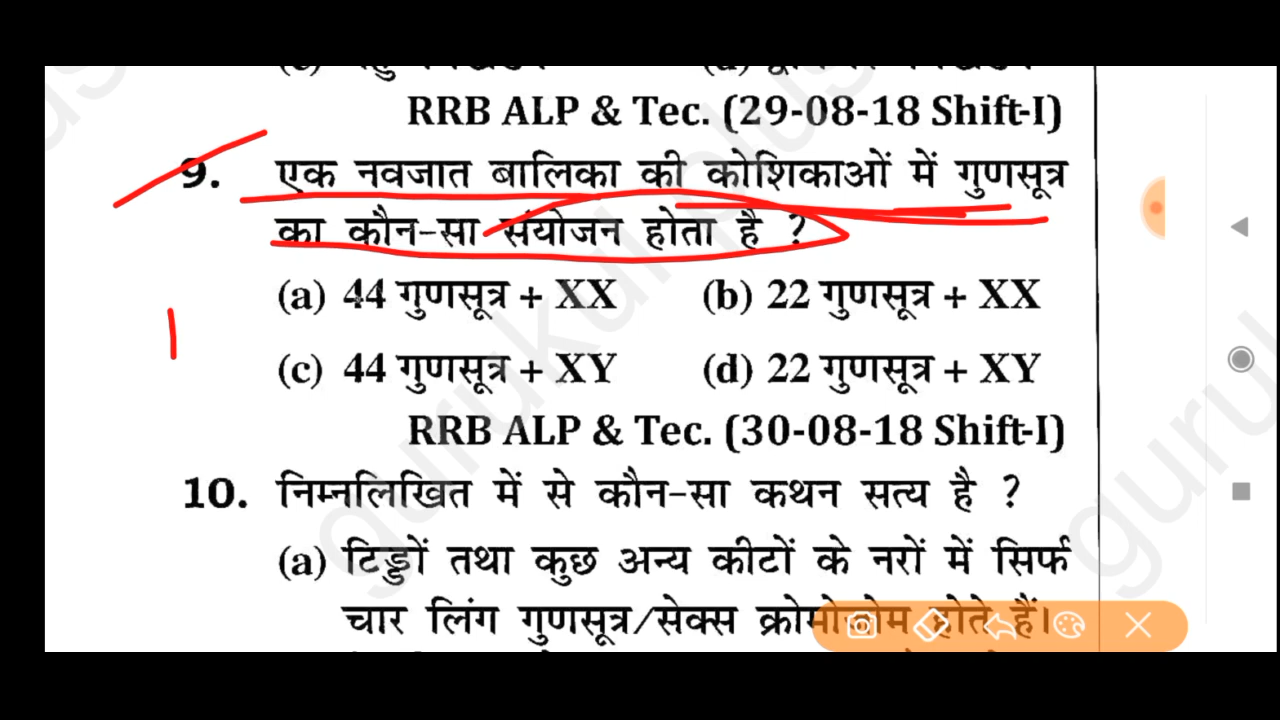 RRB ALP & Tec. (29-08-18 Shift-I)
9. एक नवजात बालिका की कोशिकाओं में गुणसूत्र
का कौन-सा संयोजन होता है ?
(a) 44 गुणसूत्र + XX (b) 22 गुणसूत्र + XX
(c) 44 गुणसूत्र + XY (d) 22 गुणसूत्र + XY
RRB ALP & Tec. (30-08-18 Shift-I)
10. निम्नलिखित में से कौन-सा कथन सत्य है ?
(a) टिड्डों तथा कुछ अन्य कीटों के नरों में सिर्फ
चार लिंग गुणसूत्र/सेक्स क्रोमोजोम होते हैं।
gurukul plus